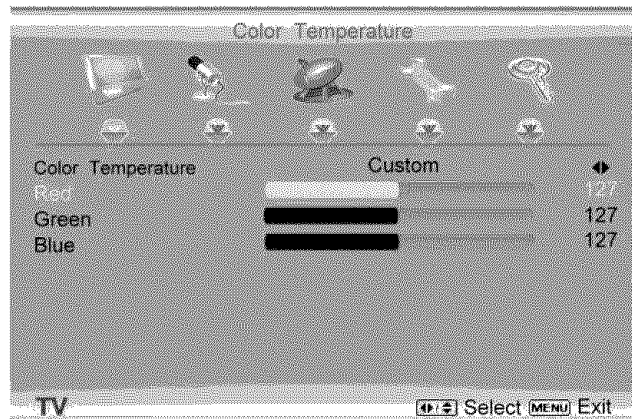 Color Temperature
Color Temperature Custom
Red 127
Green 127
Blue 127
TV Select MENU Exit